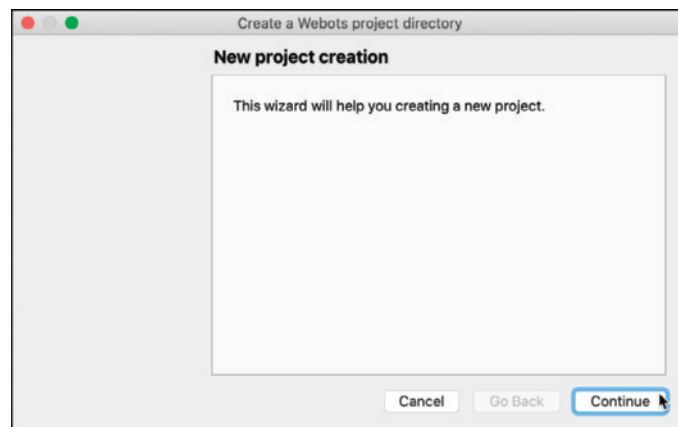 Create a Webots project directory
New project creation
This wizard will help you creating a new project.
Cancel Go Back Continue